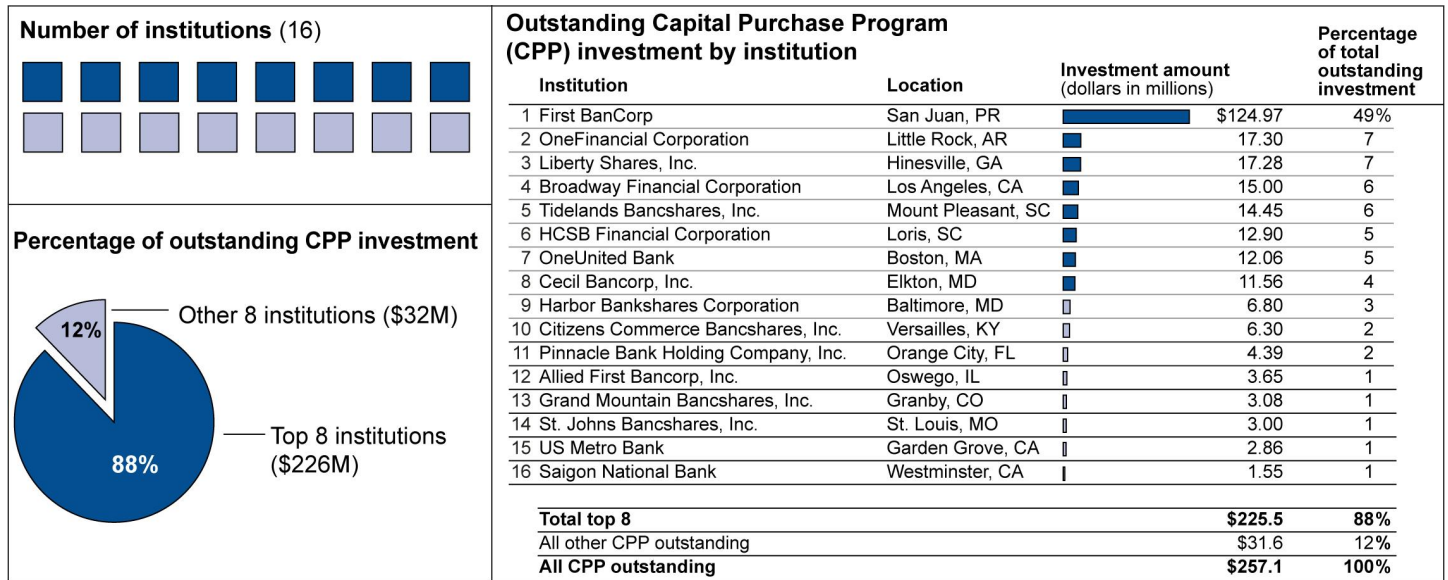 Number of institutions (16)
Percentage of outstanding CPP investment
12%
Other 8 institutions ($32M)
88%
Top 8 institutions
($226M)
Outstanding Capital Purchase Program
(CPP) investment by institution
Institution
Location
Investment amount
(dollars in millions)
Percentage
of total
outstanding
investment
1 First BanCorp San Juan, PR $124.97 49%
2 OneFinancial Corporation Little Rock, AR 17.30 7
3 Liberty Shares, Inc. Hinesville, GA 17.28 7
4 Broadway Financial Corporation Los Angeles, CA 15.00 6
5 Tidelands Bancshares, Inc. Mount Pleasant, SC 14.45 6
6 HCSB Financial Corporation Loris, SC 12.90 5
7 OneUnited Bank Boston, MA 12.06 5
8 Cecil Bancorp, Inc. Elkton, MD 11.56 4
9 Harbor Bankshares Corporation Baltimore, MD 6.80 3
10 Citizens Commerce Bancshares, Inc. Versailles, KY 6.30 2
11 Pinnacle Bank Holding Company, Inc. Orange City, FL 4.39 2
12 Allied First Bancorp, Inc. Oswego, IL 3.65 1
13 Grand Mountain Bancshares, Inc. Granby, CO 3.08 1
14 St. Johns Bancshares, Inc. St. Louis, MO 3.00 1
15 US Metro Bank Garden Grove, CA 2.86 1
16 Saigon National Bank Westminster, CA 1.55 1
Total top 8 $225.5 88%
All other CPP outstanding $31.6 12%
All CPP outstanding $257.1 100%